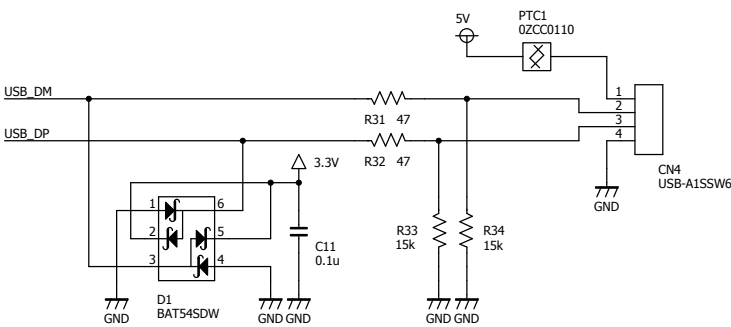 PTC1
5V 0ZCC0110
USB_DM
1
R31 47
2
USB_DP
3
4
R32 47
3.3V
CN4
USB-A1SSW6
GND
1 6
2 5
3 4
C11
0.1u
R33
15k
R34
15k
D1
BAT54SDW
GND
GND
GND
GND
GND